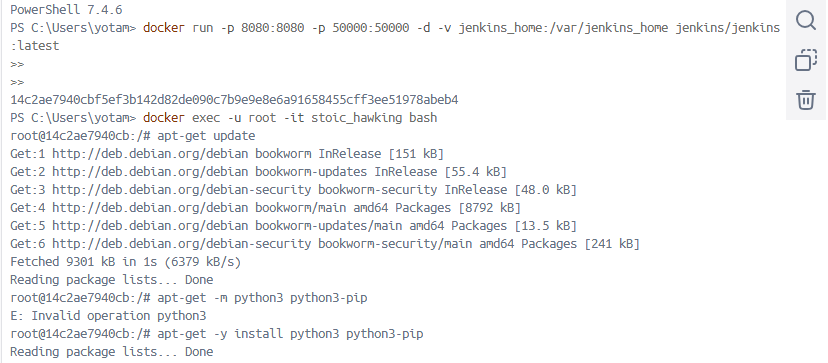 PowerShell 7.4.6
PS C:\Users\yotam> docker run -p 8080:8080 -p 50000:50000 -d -v jenkins_home:/var/jenkins_home jenkins/jenkins
:latest
>>
>>
14c2ae7940cbf5ef3b142d82de090c7b9e9e8e6a91658455cff3ee51978abeb4
PS C:\Users\yotam> docker exec -u root -it stoic_hawking bash
root@14c2ae7940cb:/# apt-get update
Get:1 http://deb.debian.org/debian bookworm InRelease [151 kB]
Get:2 http://deb.debian.org/debian bookworm-updates InRelease [55.4 kB]
Get:3 http://deb.debian.org/debian-security bookworm-security InRelease [48.0 kB]
Get:4 http://deb.debian.org/debian bookworm/main amd64 Packages [8792 kB]
Get:5 http://deb.debian.org/debian bookworm-updates/main amd64 Packages [13.5 kB]
Get:6 http://deb.debian.org/debian-security bookworm-security/main amd64 Packages [241 kB]
Fetched 9301 kB in 1s (6379 kB/s)
Reading package lists... Done
root@14c2ae7940cb:/# apt-get -m python3 python3-pip
E: Invalid operation python3
root@14c2ae7940cb:/# apt-get -y install python3 python3-pip
Reading package lists... Done